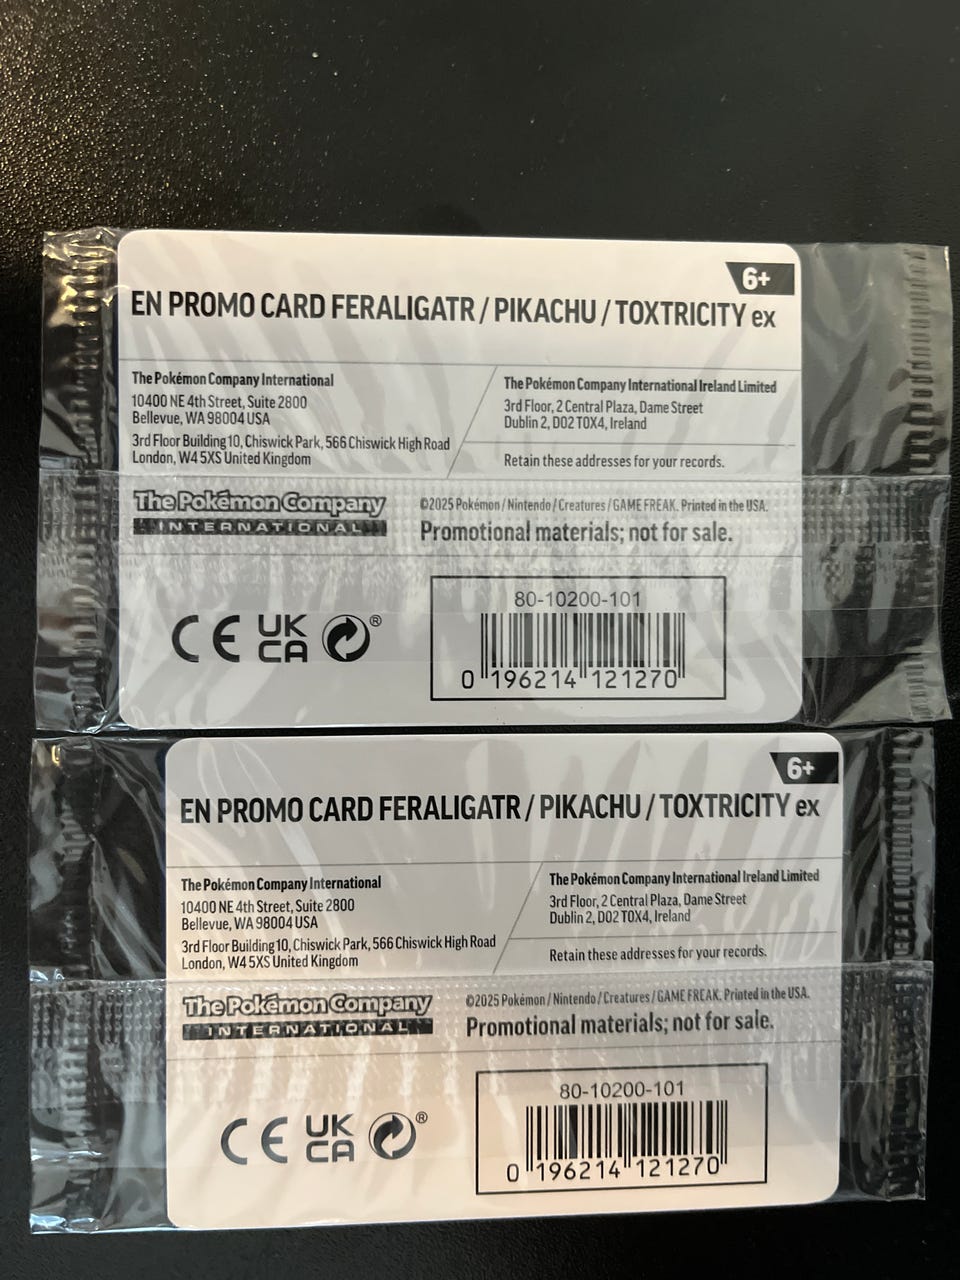 6+
EN PROMO CARD FERALIGATR / PIKACHU / TOXTRICITY ex
The Pokémon Company International
10400 NE 4th Street, Suite 2800
Bellevue, WA 98004 USA
3rd Floor Building 10, Chiswick Park, 566 Chiswick High Road
London, W4 5XS United Kingdom
The Pokémon Company International Ireland Limited
3rd Floor, 2 Central Plaza, Dame Street
Dublin 2, D02 T0X4, Ireland
Retain these addresses for your records.
The Pokémon Company
INTERNATIONAL
©2025 Pokémon / Nintendo / Creatures / GAME FREAK. Printed in the USA.
Promotional materials; not for sale.
CE UK
CA ®
80-10200-101
0 196214 121270
6+
EN PROMO CARD FERALIGATR / PIKACHU / TOXTRICITY ex
The Pokémon Company International
10400 NE 4th Street, Suite 2800
Bellevue, WA 98004 USA
3rd Floor Building 10, Chiswick Park, 566 Chiswick High Road
London, W4 5XS United Kingdom
The Pokémon Company International Ireland Limited
3rd Floor, 2 Central Plaza, Dame Street
Dublin 2, D02 T0X4, Ireland
Retain these addresses for your records.
The Pokémon Company
INTERNATIONAL
©2025 Pokémon / Nintendo / Creatures / GAME FREAK. Printed in the USA.
Promotional materials; not for sale.
CE UK
CA ®
80-10200-101
0 196214 121270